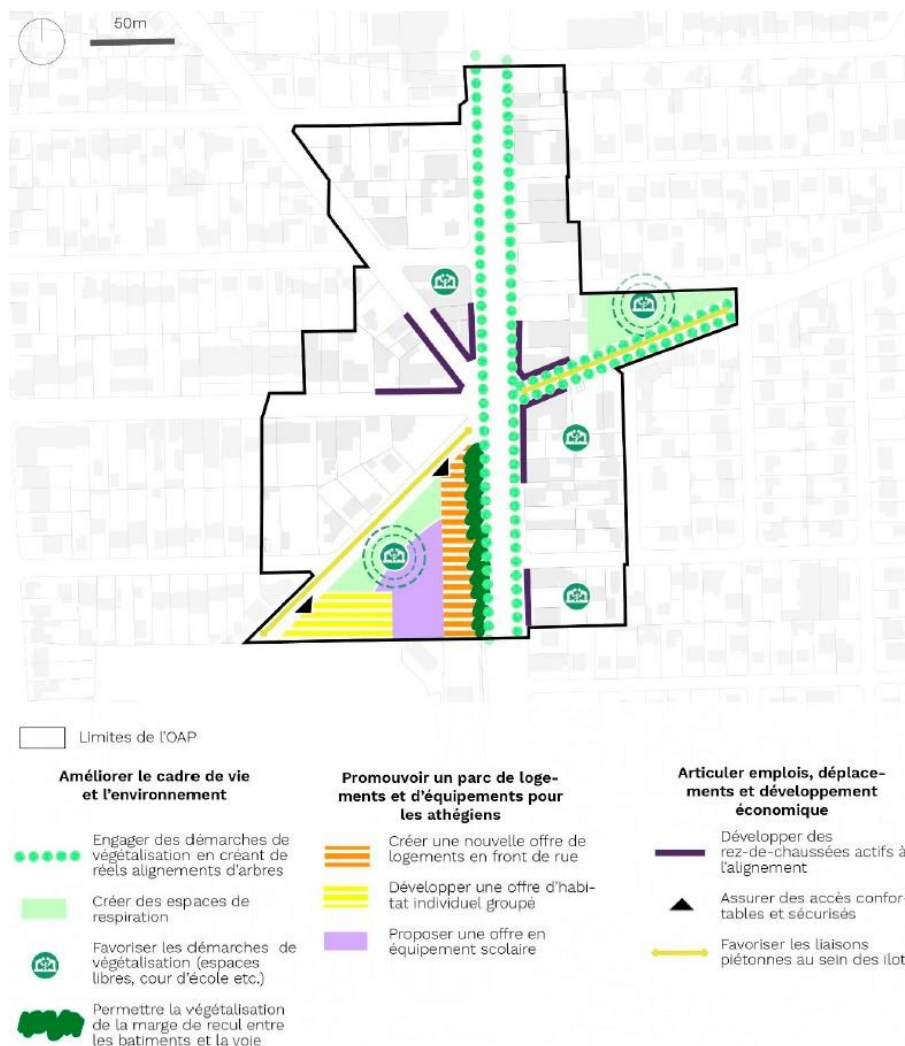 50m
Limites de l'OAP
Améliorer le cadre de vie
et l'environnement
Engager des démarches de
végétalisation en créant de
réels alignements d'arbres
Créer des espaces de
respiration
Favoriser les démarches de
végétalisation (espaces
libres, cour d'école etc.)
Permettre la végétalisation
de la marge de recul entre
les batiments et la voie
Promouvoir un parc de loge-
ments et d'équipements pour
les athégiens
Créer une nouvelle offre de
logements en front de rue
Développer une offre d'habi-
tat individuel groupé
Proposer une offre en
équipement scolaire
Articuler emplois, déplace-
ments et développement
économique
Développer des
rez-de-chaussées actifs à
l'alignement
Assurer des accès confor-
tables et sécurisés
Favoriser les liaisons
piétonnes au sein des ilot